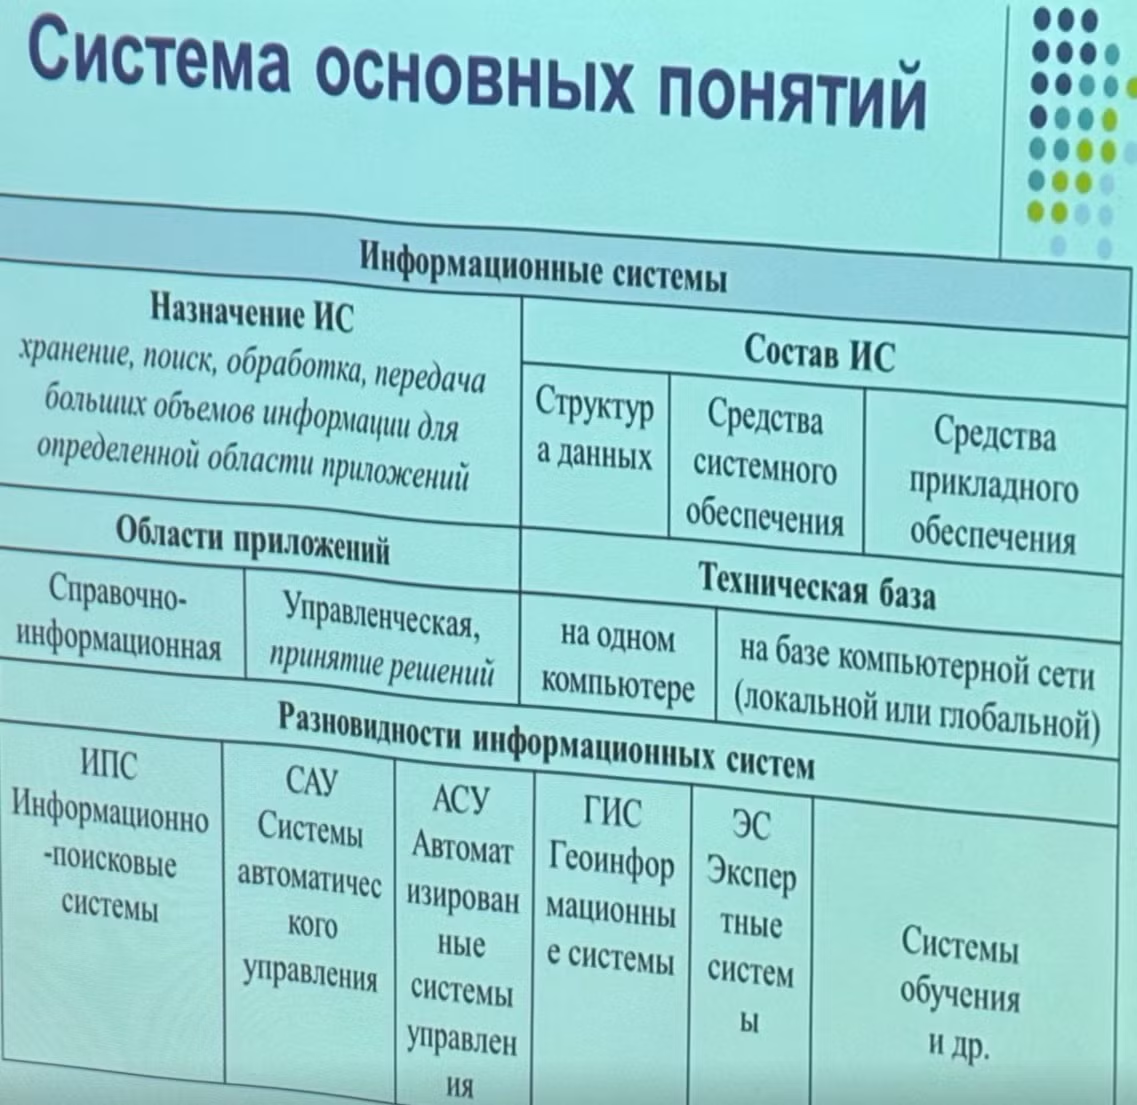 Система основных понятий
Информационные системы
Назначение ИС
хранение, поиск, обработка, передача
больших объемов информации для
определенной области приложений
Состав ИС
Структур
а данных
Средства
системного
обеспечения
Средства
прикладного
обеспечения
Области приложений
Справочно-
информационная
Управленческая,
принятие решений
Техническая база
на одном
компьютере
на базе компьютерной сети
(локальной или глобальной)
Разновидности информационных систем
ИПС
Информационно
-поисковые
системы
САУ
Системы
автоматичес
кого
управления
АСУ
Автомат
изирован
ные
системы
управлен
ия
ГИС
Геоинфор
мационны
е системы
ЭС
Экспер
тные
систем
ы
Системы
обучения
и др.